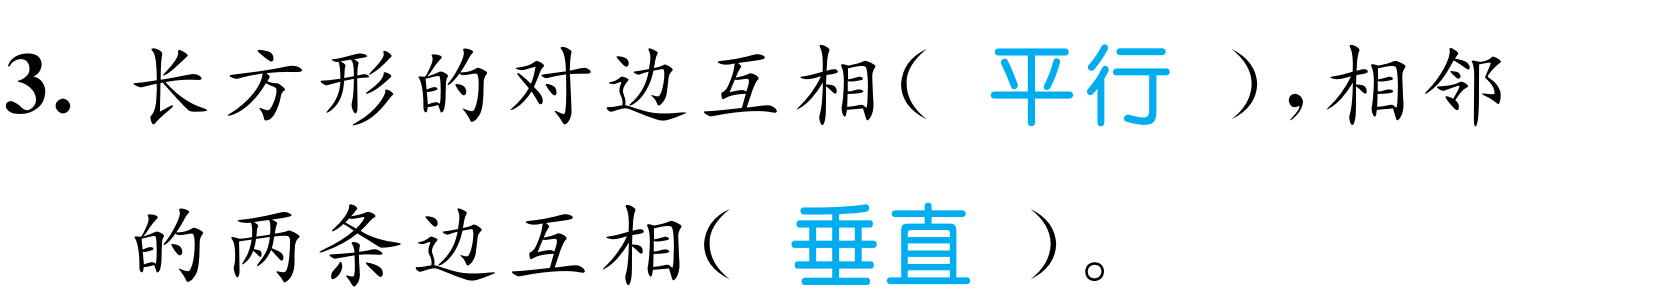 3. 长方形的对边互相( 平行 ),相邻
的两条边互相( 垂直 )。